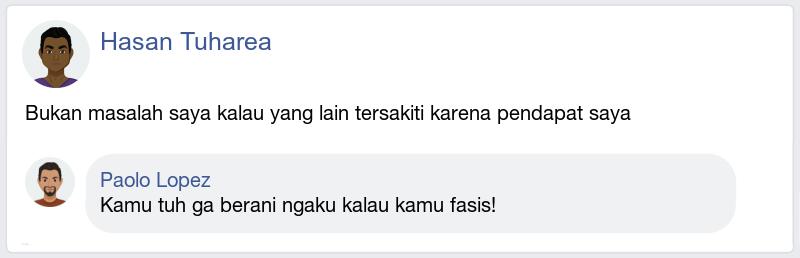 Hasan Tuharea
Bukan masalah saya kalau yang lain tersakiti karena pendapat saya
Paolo Lopez
Kamu tuh ga berani ngaku kalau kamu fasis!